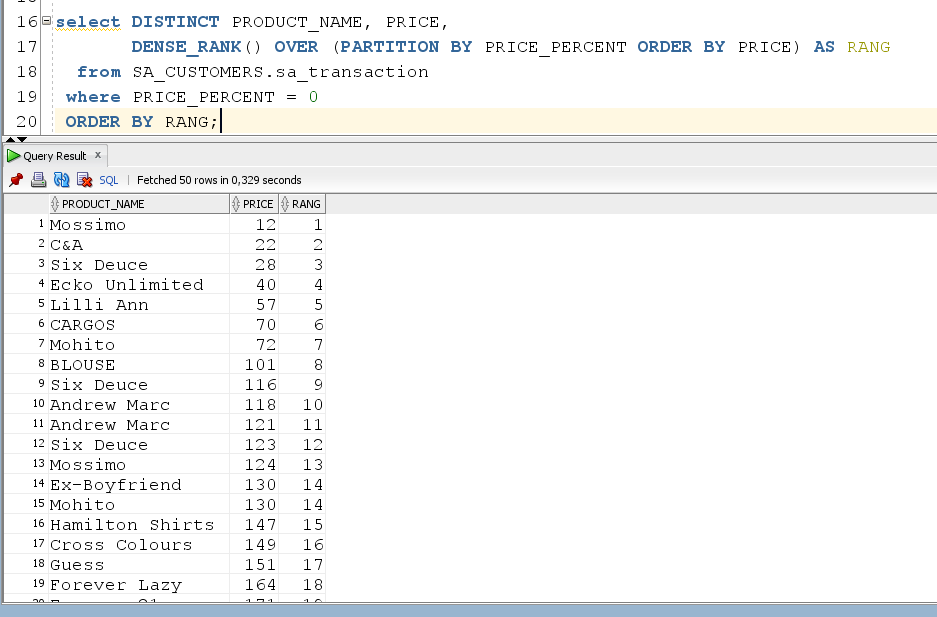 16 select DISTINCT PRODUCT_NAME, PRICE,
17 DENSE_RANK() OVER (PARTITION BY PRICE_PERCENT ORDER BY PRICE) AS RANG
18 from SA_CUSTOMERS.sa_transaction
19 where PRICE_PERCENT = 0
20 ORDER BY RANG;
Query Result x
SQL | Fetched 50 rows in 0,329 seconds
PRODUCT_NAME PRICE RANG
1 Mossimo 12 1
2 C&A 22 2
3 Six Deuce 28 3
4 Ecko Unlimited 40 4
5 Lilli Ann 57 5
6 CARGOS 70 6
7 Mohito 72 7
8 BLOUSE 101 8
9 Six Deuce 116 9
10 Andrew Marc 118 10
11 Andrew Marc 121 11
12 Six Deuce 123 12
13 Mossimo 124 13
14 Ex-Boyfriend 130 14
15 Mohito 130 14
16 Hamilton Shirts 147 15
17 Cross Colours 149 16
18 Guess 151 17
19 Forever Lazy 164 18